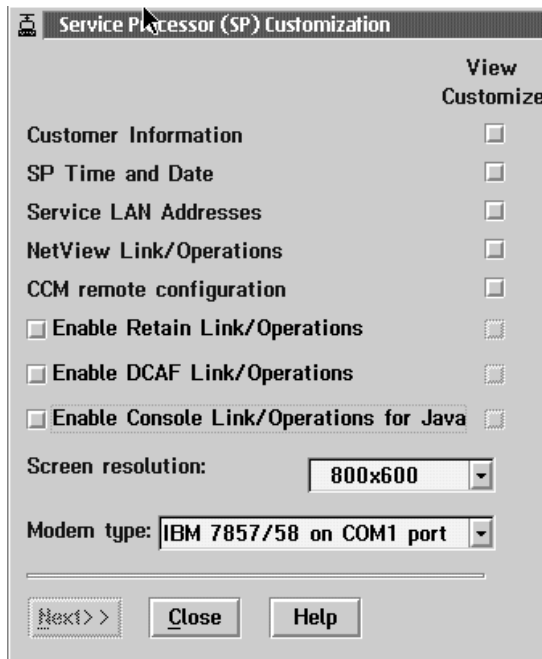 Service Processor (SP) Customization
View
Customize
Customer Information
SP Time and Date
Service LAN Addresses
NetView Link/Operations
CCM remote configuration
Enable Retain Link/Operations
Enable DCAF Link/Operations
Enable Console Link/Operations for Java
Screen resolution: 800x600
Modem type: IBM 7857/58 on COM1 port
Next>> Close Help